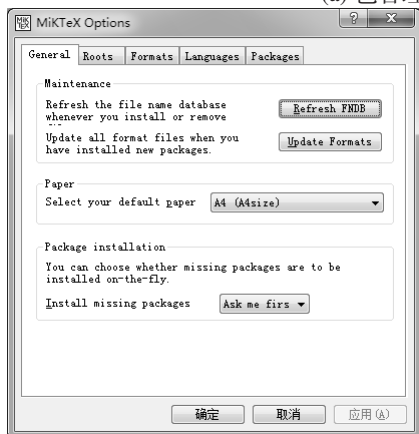 MiKTeX Options
General Roots Formats Languages Packages
Maintenance
Refresh the file name database
whenever you install or remove
Refresh FNDB
Update all format files when you
have installed new packages.
Update Formats
Paper
Select your default paper A4 (A4size)
Package installation
You can choose whether missing packages are to be
installed on-the-fly.
Install missing packages Ask me firs
确定 取消 应用(A)